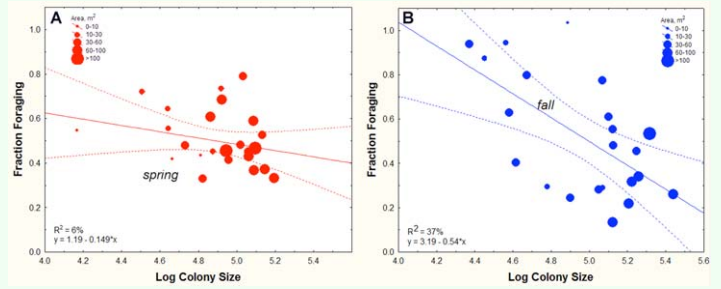 A
Area, m²
0-10
10-30
30-60
60-100
>100
Fraction Foraging
1.0
0.8
0.6
0.4
0.2
0.0
spring
R² = 6%
y = 1.19 - 0.149*x
4.0 4.2 4.4 4.6 4.8 5.0 5.2 5.4
Log Colony Size
B
Area, m²
0-10
10-30
30-60
60-100
>100
Fraction Foraging
1.0
0.8
0.6
0.4
0.2
0.0
fall
R² = 37%
y = 3.19 - 0.54*x
4.0 4.2 4.4 4.6 4.8 5.0 5.2 5.4 5.6
Log Colony Size